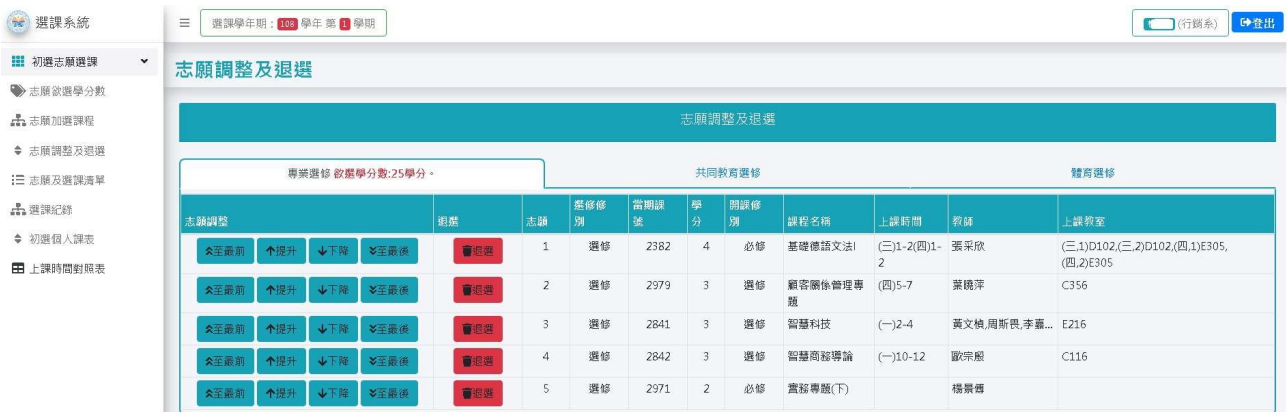 選課系統
選課學年期：108 學年 第 1 學期
(行銷系)
登出
初選志願選課
志願欲選學分數
志願加選課程
志願調整及退選
志願及選課清單
選課紀錄
初選個人課表
上課時間對照表
志願調整及退選
志願調整及退選
專業選修 欲選學分數:25學分。 共同教育選修 體育選修
志願調整 退選 志願 選修修別 當期課號 學分 開課修別 課程名稱 上課時間 教師 上課教室
至最前 提升 下降 至最後 退選 1 選修 2382 4 必修 基礎德語文法I (三)1-2(四)1-2 張采欣 (三,1)D102,(三,2)D102,(四,1)E305,
(四,2)E305
至最前 提升 下降 至最後 退選 2 選修 2979 3 選修 顧客關係管理專題 (四)5-7 葉曉萍 C356
至最前 提升 下降 至最後 退選 3 選修 2841 3 選修 智慧科技 (一)2-4 黃文楨,周斯畏,李嘉... E216
至最前 提升 下降 至最後 退選 4 選修 2842 3 選修 智慧商務導論 (一)10-12 歐宗殷 C116
至最前 提升 下降 至最後 退選 5 選修 2971 2 必修 實務專題(下) 楊景傅